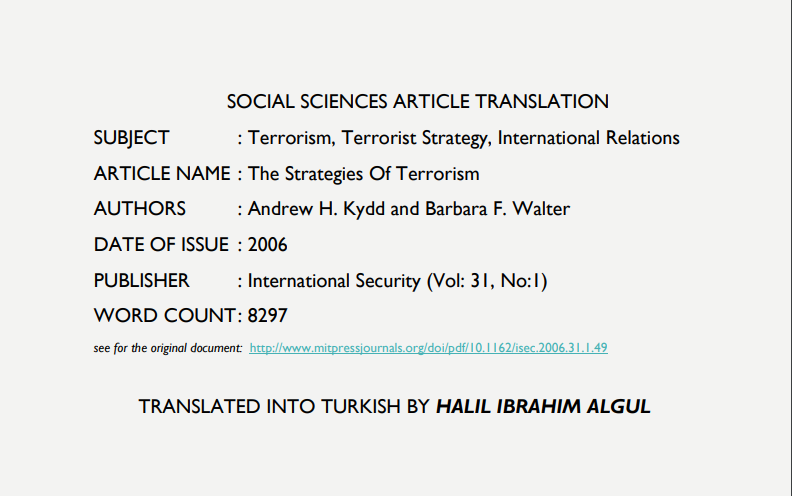 SOCIAL SCIENCES ARTICLE TRANSLATION
SUBJECT : Terrorism, Terrorist Strategy, International Relations
ARTICLE NAME : The Strategies Of Terrorism
AUTHORS : Andrew H. Kydd and Barbara F. Walter
DATE OF ISSUE : 2006
PUBLISHER : International Security (Vol: 31, No:1)
WORD COUNT: 8297
see for the original document: http://www.mitpressjournals.org/doi/pdf/10.1162/isec.2006.31.1.49
TRANSLATED INTO TURKISH BY HALIL IBRAHIM ALGUL